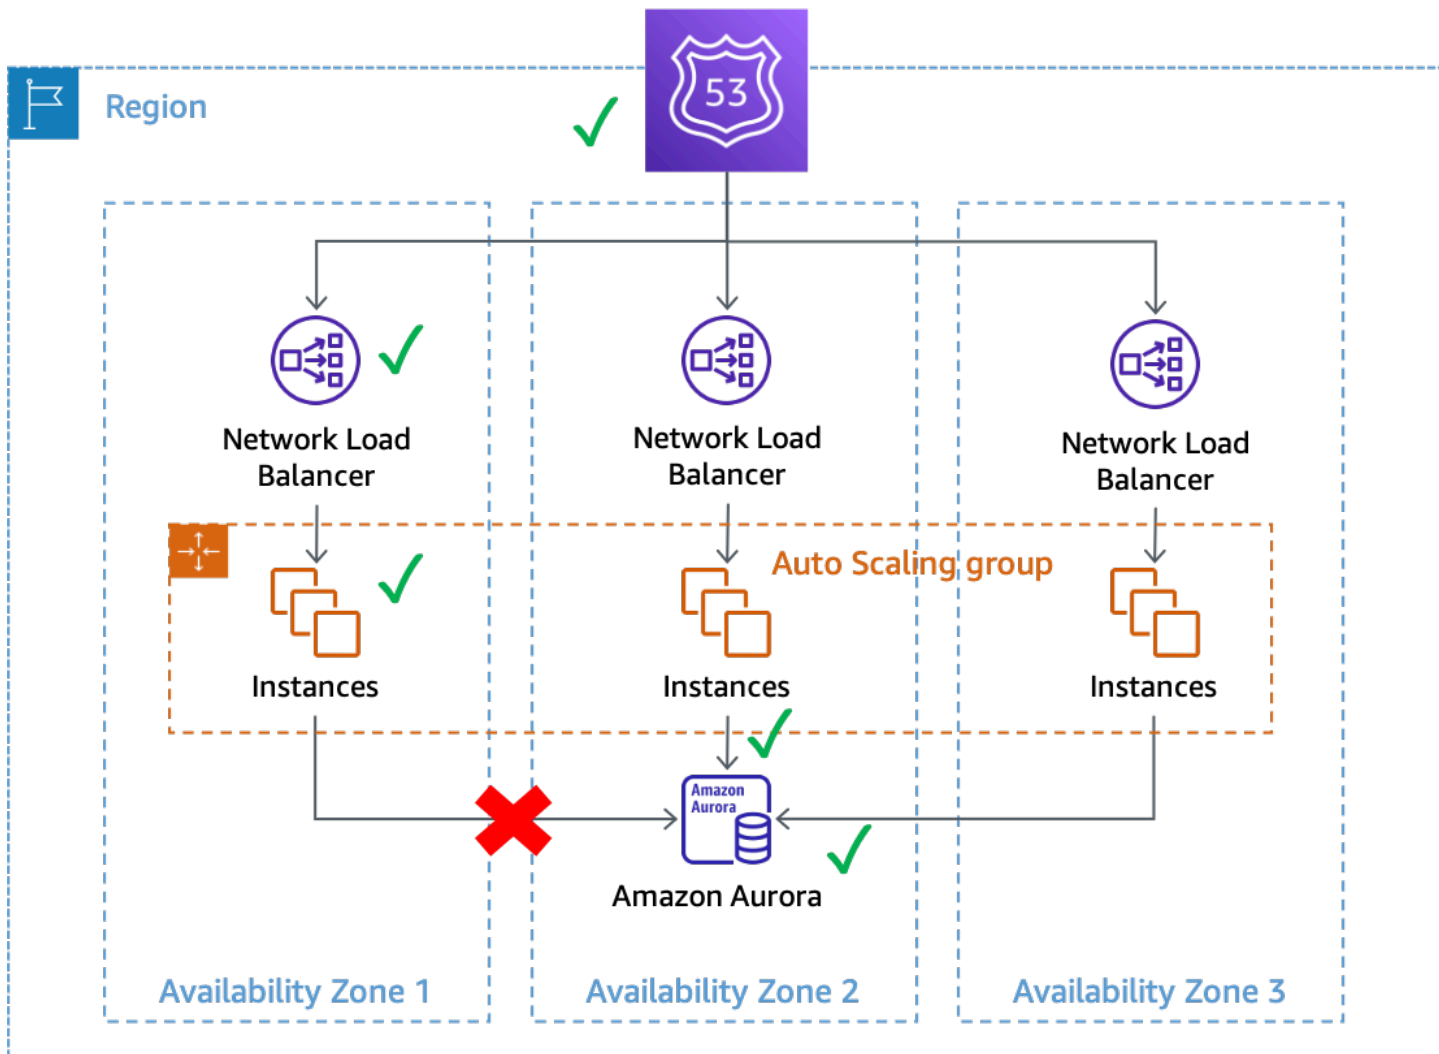 53
Region
Network Load
Balancer
Network Load
Balancer
Network Load
Balancer
Auto Scaling group
Instances
Instances
Instances
Amazon
Aurora
Amazon Aurora
Availability Zone 1
Availability Zone 2
Availability Zone 3